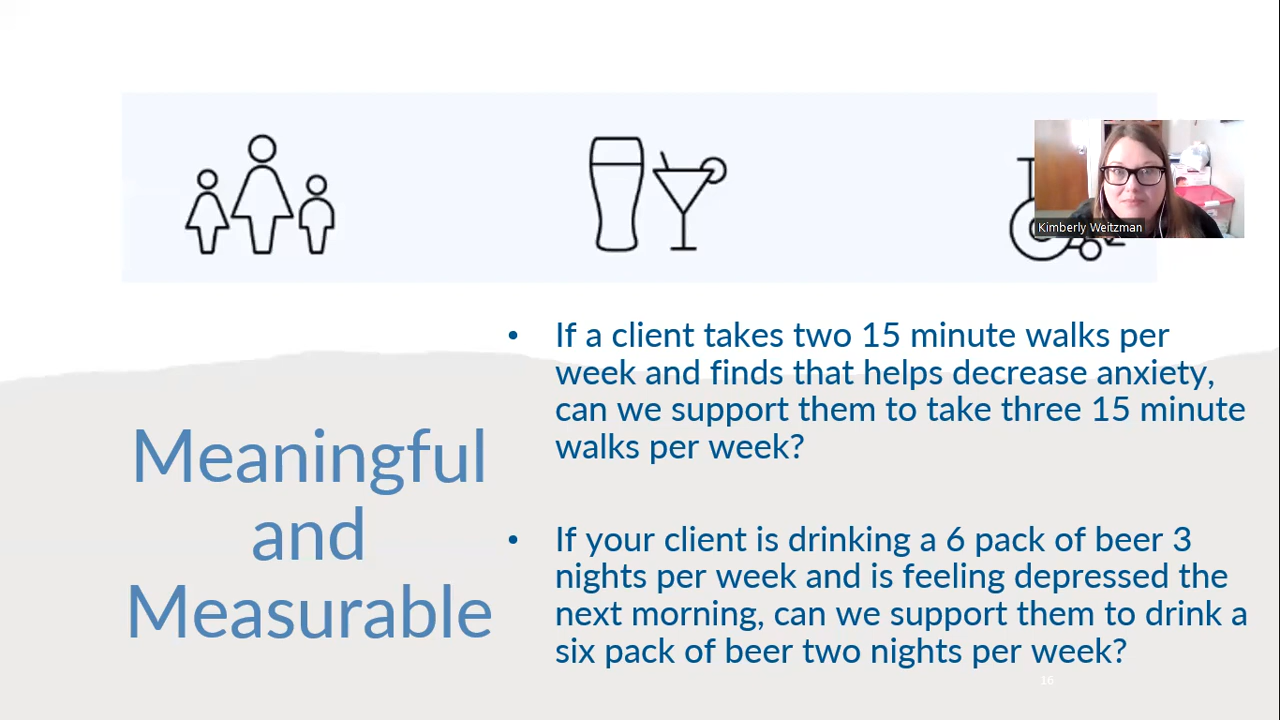 Kimberly Weitzman
Meaningful
and
Measurable
• If a client takes two 15 minute walks per
week and finds that helps decrease anxiety,
can we support them to take three 15 minute
walks per week?
• If your client is drinking a 6 pack of beer 3
nights per week and is feeling depressed the
next morning, can we support them to drink a
six pack of beer two nights per week?
16